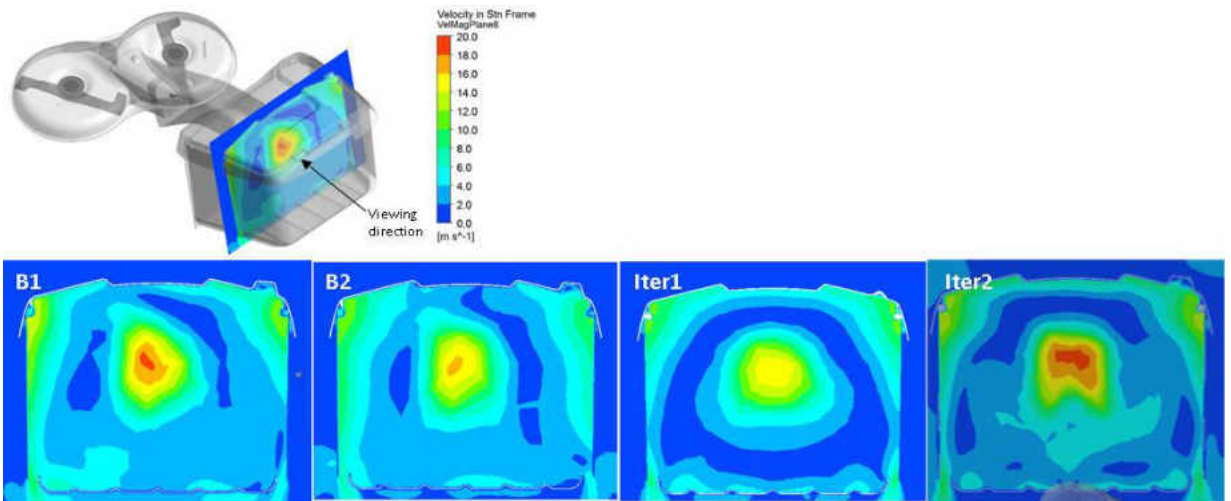 Velocity in Stn Frame
VelMagPlane8
20.0
18.0
16.0
14.0
12.0
10.0
8.0
6.0
4.0
2.0
0.0
[m s^-1]
Viewing
direction
B1
B2
Iter1
Iter2